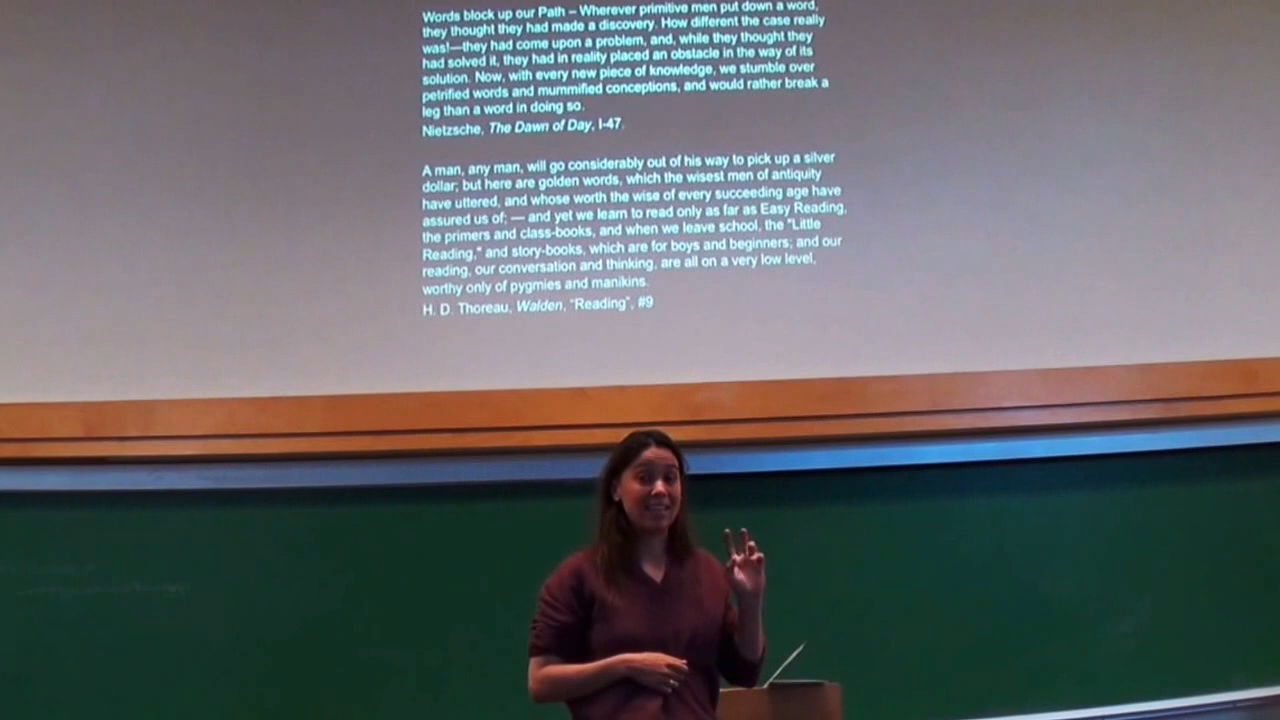 Words block up our Path – Wherever primitive men put down a word,
they thought they had made a discovery. How different the case really
was!—they had come upon a problem, and, while they thought they
had solved it, they had in reality placed an obstacle in the way of its
solution. Now, with every new piece of knowledge, we stumble over
petrified words and mummified conceptions, and would rather break a
leg than a word in doing so.
Nietzsche, The Dawn of Day, I-47.
A man, any man, will go considerably out of his way to pick up a silver
dollar; but here are golden words, which the wisest men of antiquity
have uttered, and whose worth the wise of every succeeding age have
assured us of; — and yet we learn to read only as far as Easy Reading,
the primers and class-books, and when we leave school, the "Little
Reading," and story-books, which are for boys and beginners; and our
reading, our conversation and thinking, are all on a very low level,
worthy only of pygmies and manikins.
H. D. Thoreau, Walden, "Reading", #9